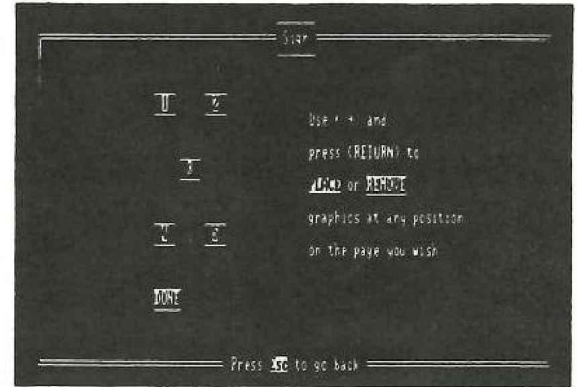 Sign
Use and
press (RETURN) to
PLACE or REMOVE
graphics at any position
on the page you wish
DONE
Press ESC to go back